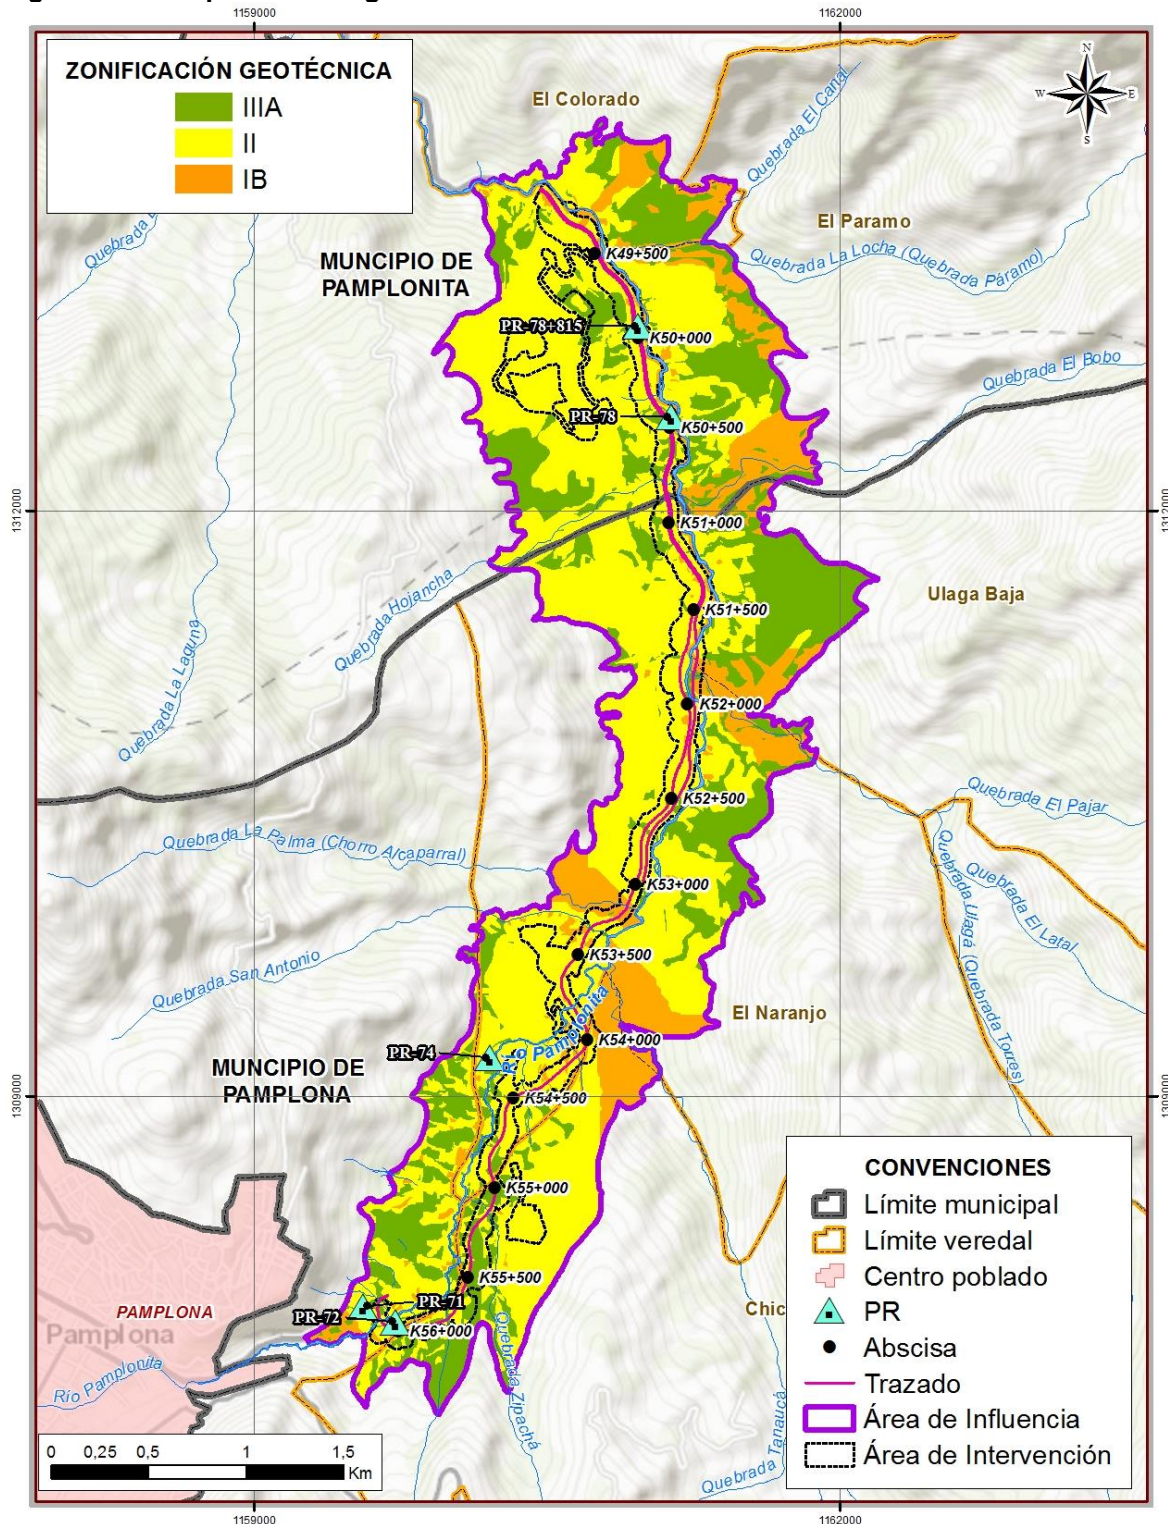 1159000
1162000
ZONIFICACIÓN GEOTÉCNICA
IIIA
II
IB
N
W
E
S
El Colorado
Quebrada El Canal
El Paramo
Quebrada
Quebrada La Locha (Quebrada Páramo)
MUNCIPIO DE
PAMPLONITA
K49+500
PR-78+815
K50+000
Quebrada El Bobo
PR-78
K50+500
1312000
1312000
K51+000
Quebrada Hojancha
Ulaga Baja
K51+500
Quebrada La Laguna
K52+000
K52+500
Quebrada El Pajar
Quebrada La Palma (Chorro Alcaparral)
K53+000
Quebrada El Latal
Quebrada Ulagá (Quebrada Torres)
K53+500
Quebrada San Antonio
El Naranjo
Río Pamplonita
K54+000
PR-74
MUNCIPIO DE
PAMPLONA
1309000
1309000
K54+500
CONVENCIONES
Límite municipal
Límite veredal
Centro poblado
PR
Abscisa
Trazado
Área de Influencia
Área de Intervención
K55+000
K55+500
PR-71
PR-72
K56+000
PAMPLONA
Pamplona
Chic
Río Pamplonita
Quebrada Zipachá
Quebrada Tanaucá
0 0,25 0,5 1 1,5
Km
1159000
1162000